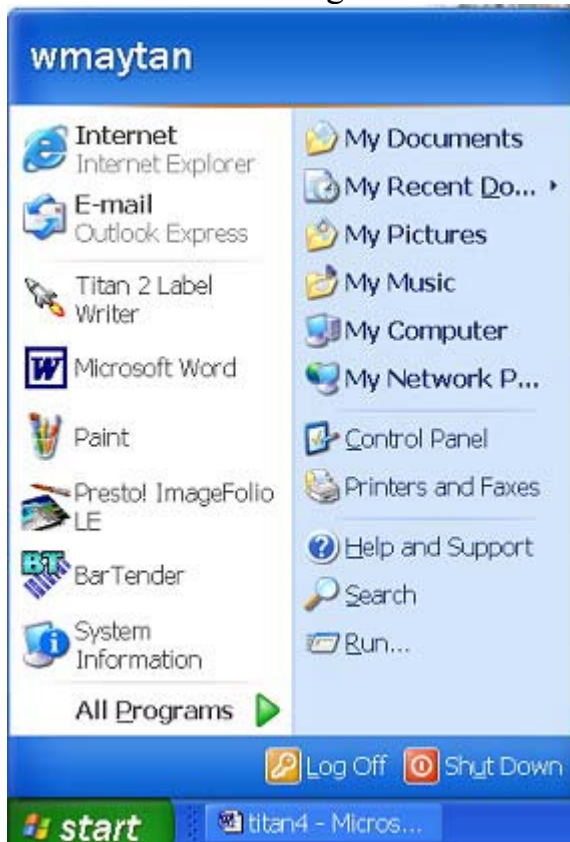 wmaytan
Internet
Internet Explorer
E-mail
Outlook Express
Titan 2 Label
Writer
Microsoft Word
Paint
Presto! ImageFolio
LE
BarTender
System
Information
All Programs
My Documents
My Recent Do...
My Pictures
My Music
My Computer
My Network P...
Control Panel
Printers and Faxes
Help and Support
Search
Run...
Log Off
Shut Down
start
titan4 - Micros...